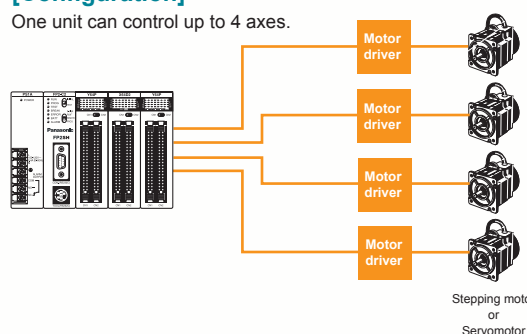 [Configuration]
One unit can control up to 4 axes.
Motor
driver
Motor
driver
Motor
driver
Motor
driver
Panasonic
FP2SH
Stepping moto
or
Servomotor